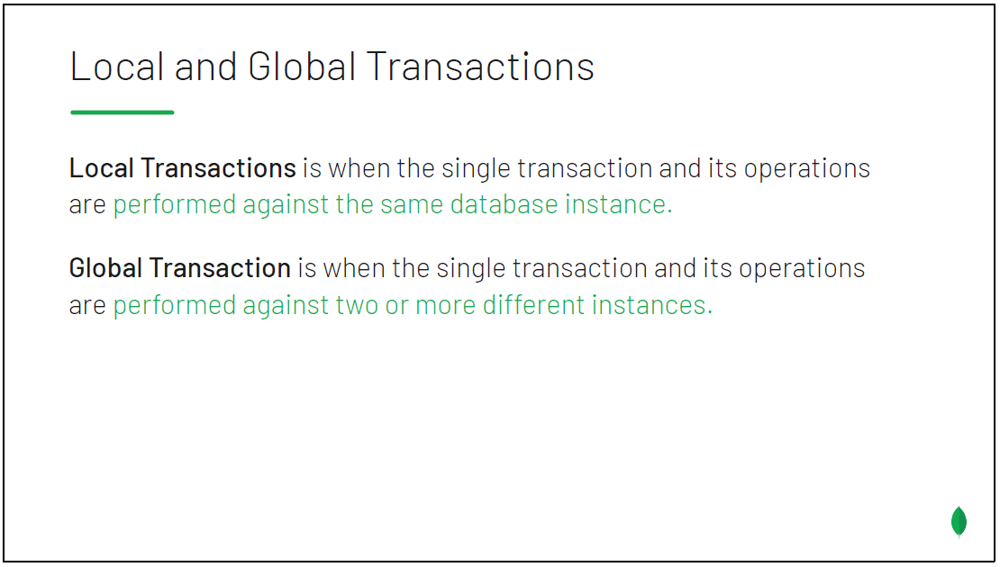 Local and Global Transactions
Local Transactions is when the single transaction and its operations
are performed against the same database instance.
Global Transaction is when the single transaction and its operations
are performed against two or more different instances.